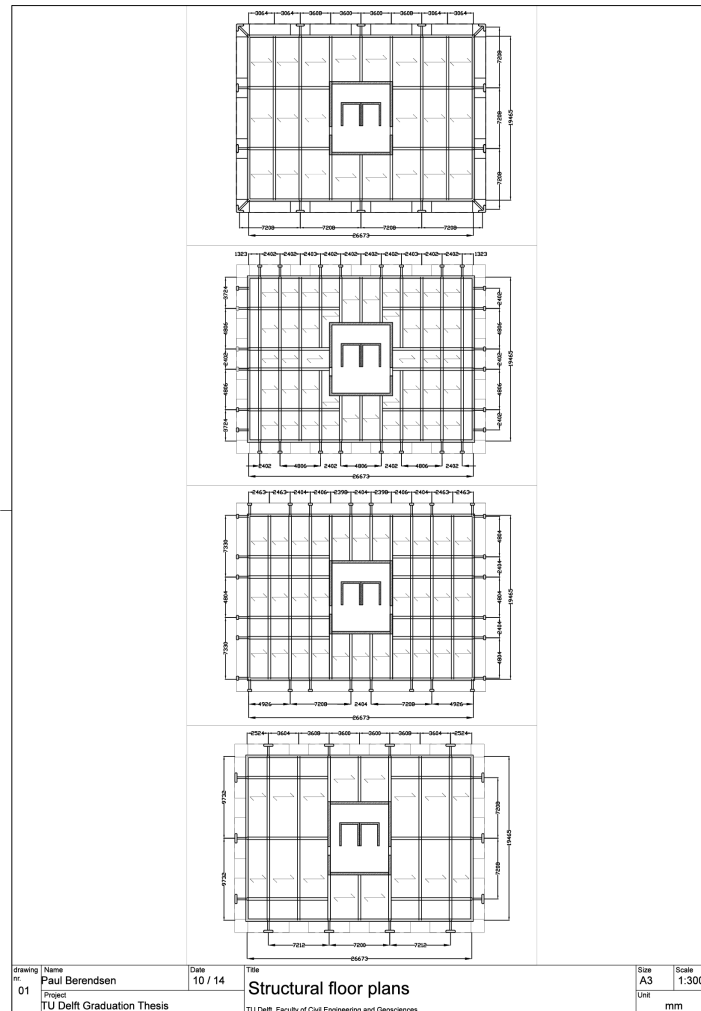 3064 3064 3608 3600 3600 3608 3064 3064
7208
7208
7208
19465
7208 7208 7208 7208
26673
1323 2402 2402 2403 2402 2402 2402 2402 2402 2402 1323
3724
4806
2402
4806
3724
2402
4806
2402
4806
2402
19465
2402 4806 2402 4806 2402 4806 2402
26673
2463 2463 2404 2406 2398 2404 2398 2406 2404 2463 2463
7330
4804
7330
4804
2404
4804
2404
4804
19465
4926 7208 2404 7208 4926
26673
2524 3604 3608 3600 3600 3608 3604 2524
9732
9732
7208
7208
19465
7212 7200 7212
26673
drawing nr. 01
Name
Paul Berendsen
Date
10 / 14
Title
Structural floor plans
Size
A3
Scale
1:300
Project
TU Delft Graduation Thesis
TU Delft, Faculty of Civil Engineering and Geosciences
Unit
mm